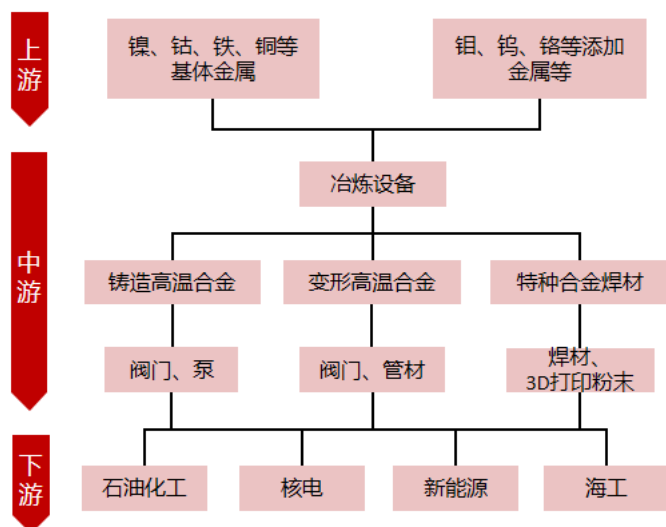 上游
镍、钴、铁、铜等
基体金属
钼、钨、铬等添加
金属等
中游
冶炼设备
铸造高温合金
变形高温合金
特种合金焊材
阀门、泵
阀门、管材
焊材、
3D打印粉末
下游
石油化工
核电
新能源
海工